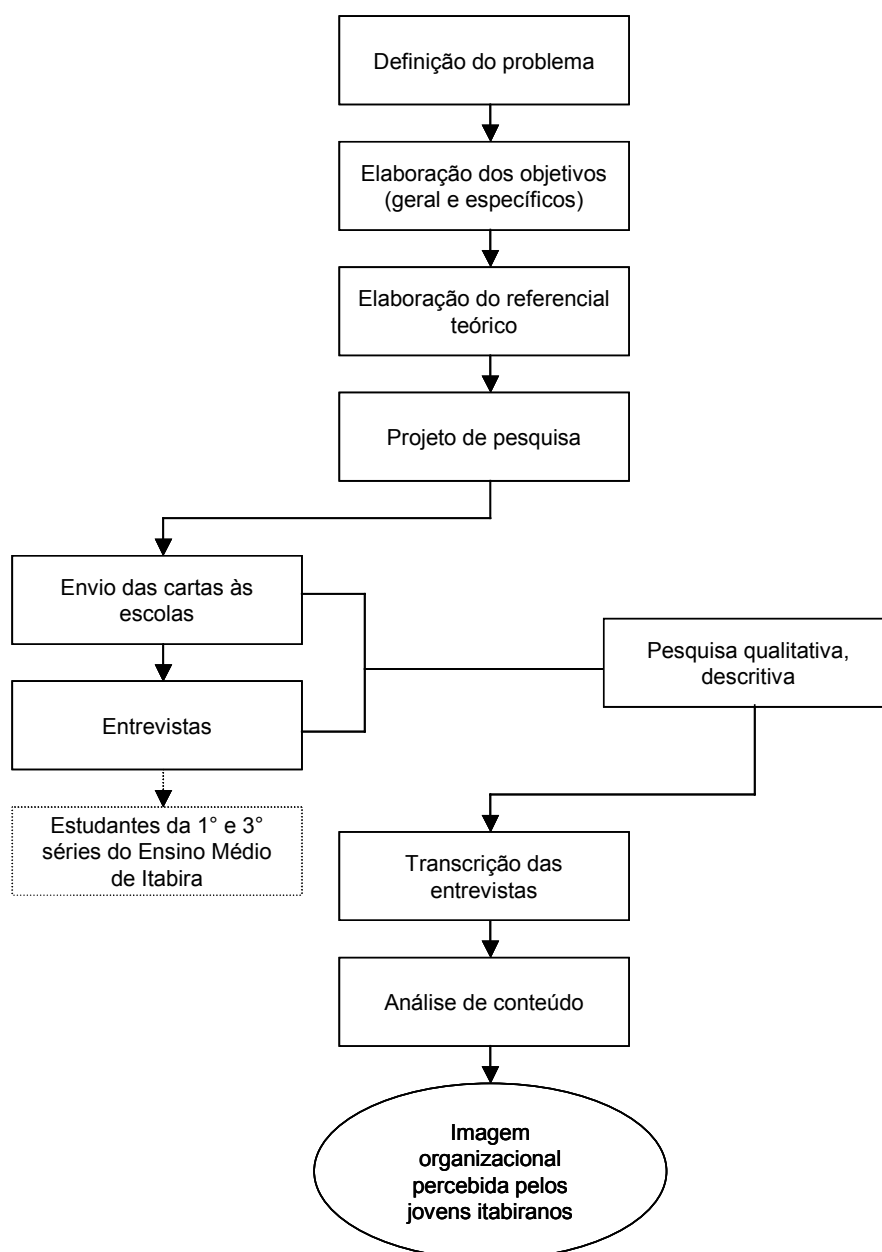 Definição do problema
Elaboração dos objetivos
(geral e específicos)
Elaboração do referencial
teórico
Projeto de pesquisa
Envio das cartas às
escolas
Pesquisa qualitativa,
descritiva
Entrevistas
Estudantes da 1° e 3°
séries do Ensino Médio
de Itabira
Transcrição das
entrevistas
Análise de conteúdo
Imagem
organizacional
percebida pelos
jovens itabiranos